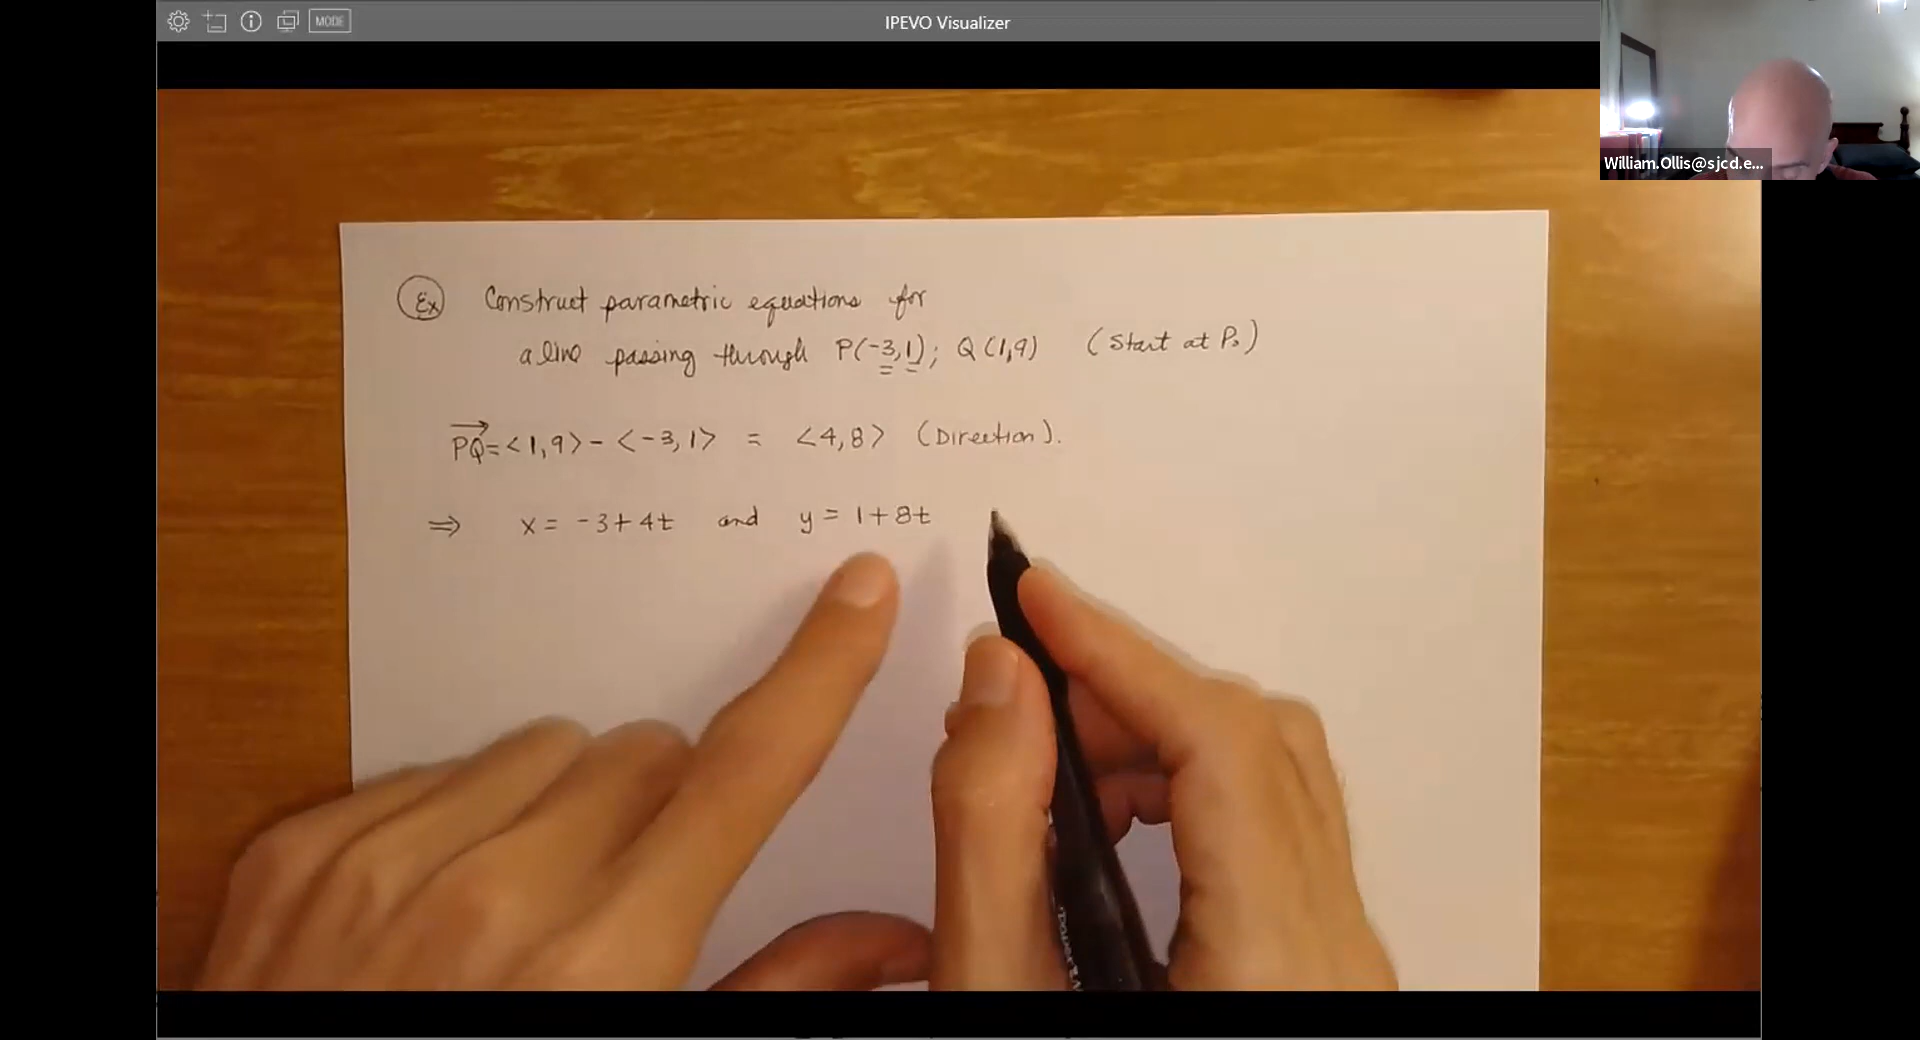 MODE
IPEVO Visualizer
William.Ollis@sjcd.e...
Ex Construct parametric equations for
a line passing through P(-3,1); Q(1,9) (Start at P.)
PQ = <1,9> - <-3,1> = <4,8> (Direction).
⇒ x = -3+4t and y = 1+8t